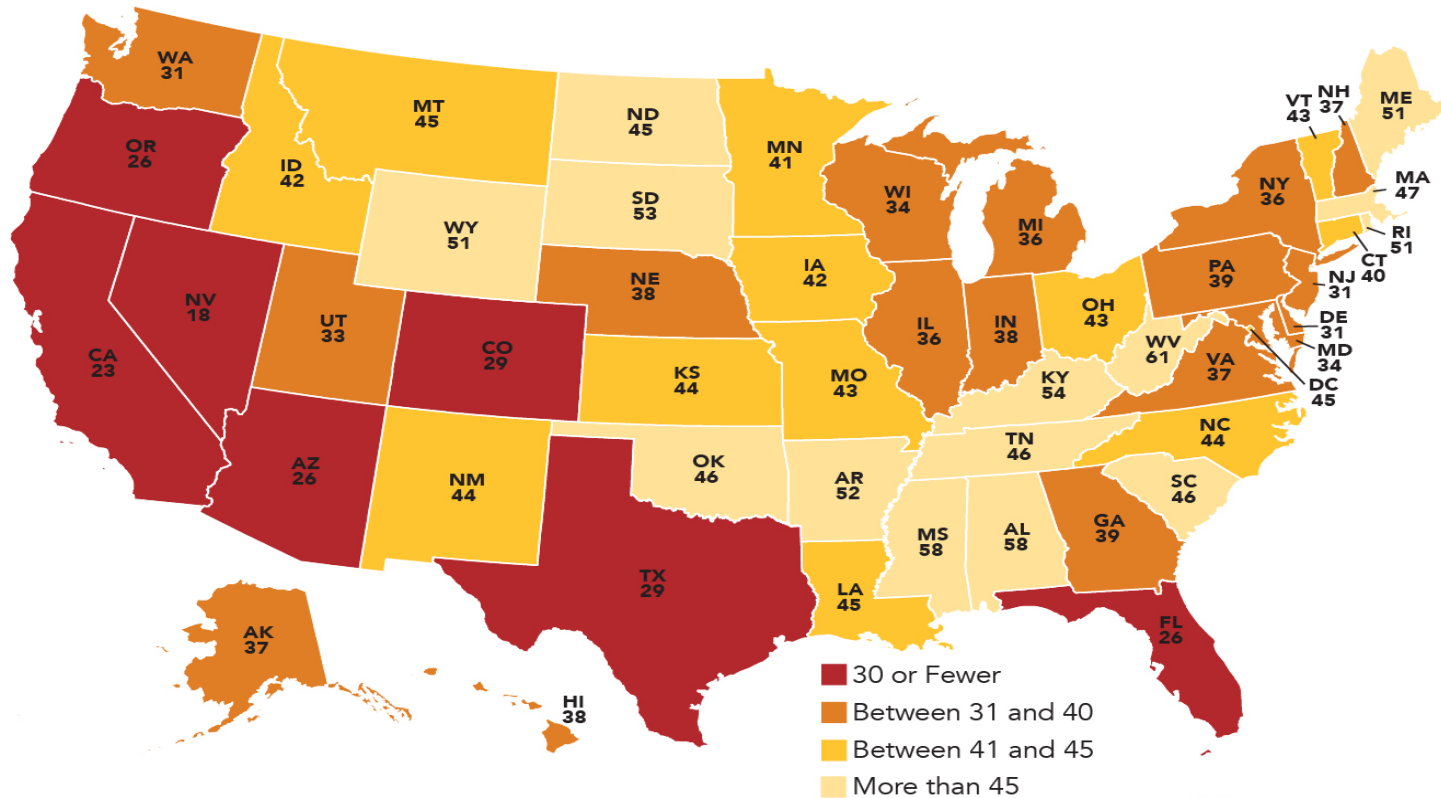 WA
31
OR
26
CA
23
NV
18
ID
42
MT
45
WY
51
UT
33
AZ
26
CO
29
NM
44
ND
45
SD
53
NE
38
KS
44
OK
46
TX
29
MN
41
IA
42
MO
43
AR
52
LA
45
WI
34
IL
36
MI
36
IN
38
OH
43
KY
54
TN
46
MS
58
AL
58
GA
39
FL
26
SC
46
NC
44
VA
37
WV
61
PA
39
NY
36
VT
43
NH
37
ME
51
MA
47
RI
51
CT
40
NJ
31
DE
31
MD
34
DC
45
AK
37
HI
38
30 or Fewer
Between 31 and 40
Between 41 and 45
More than 45